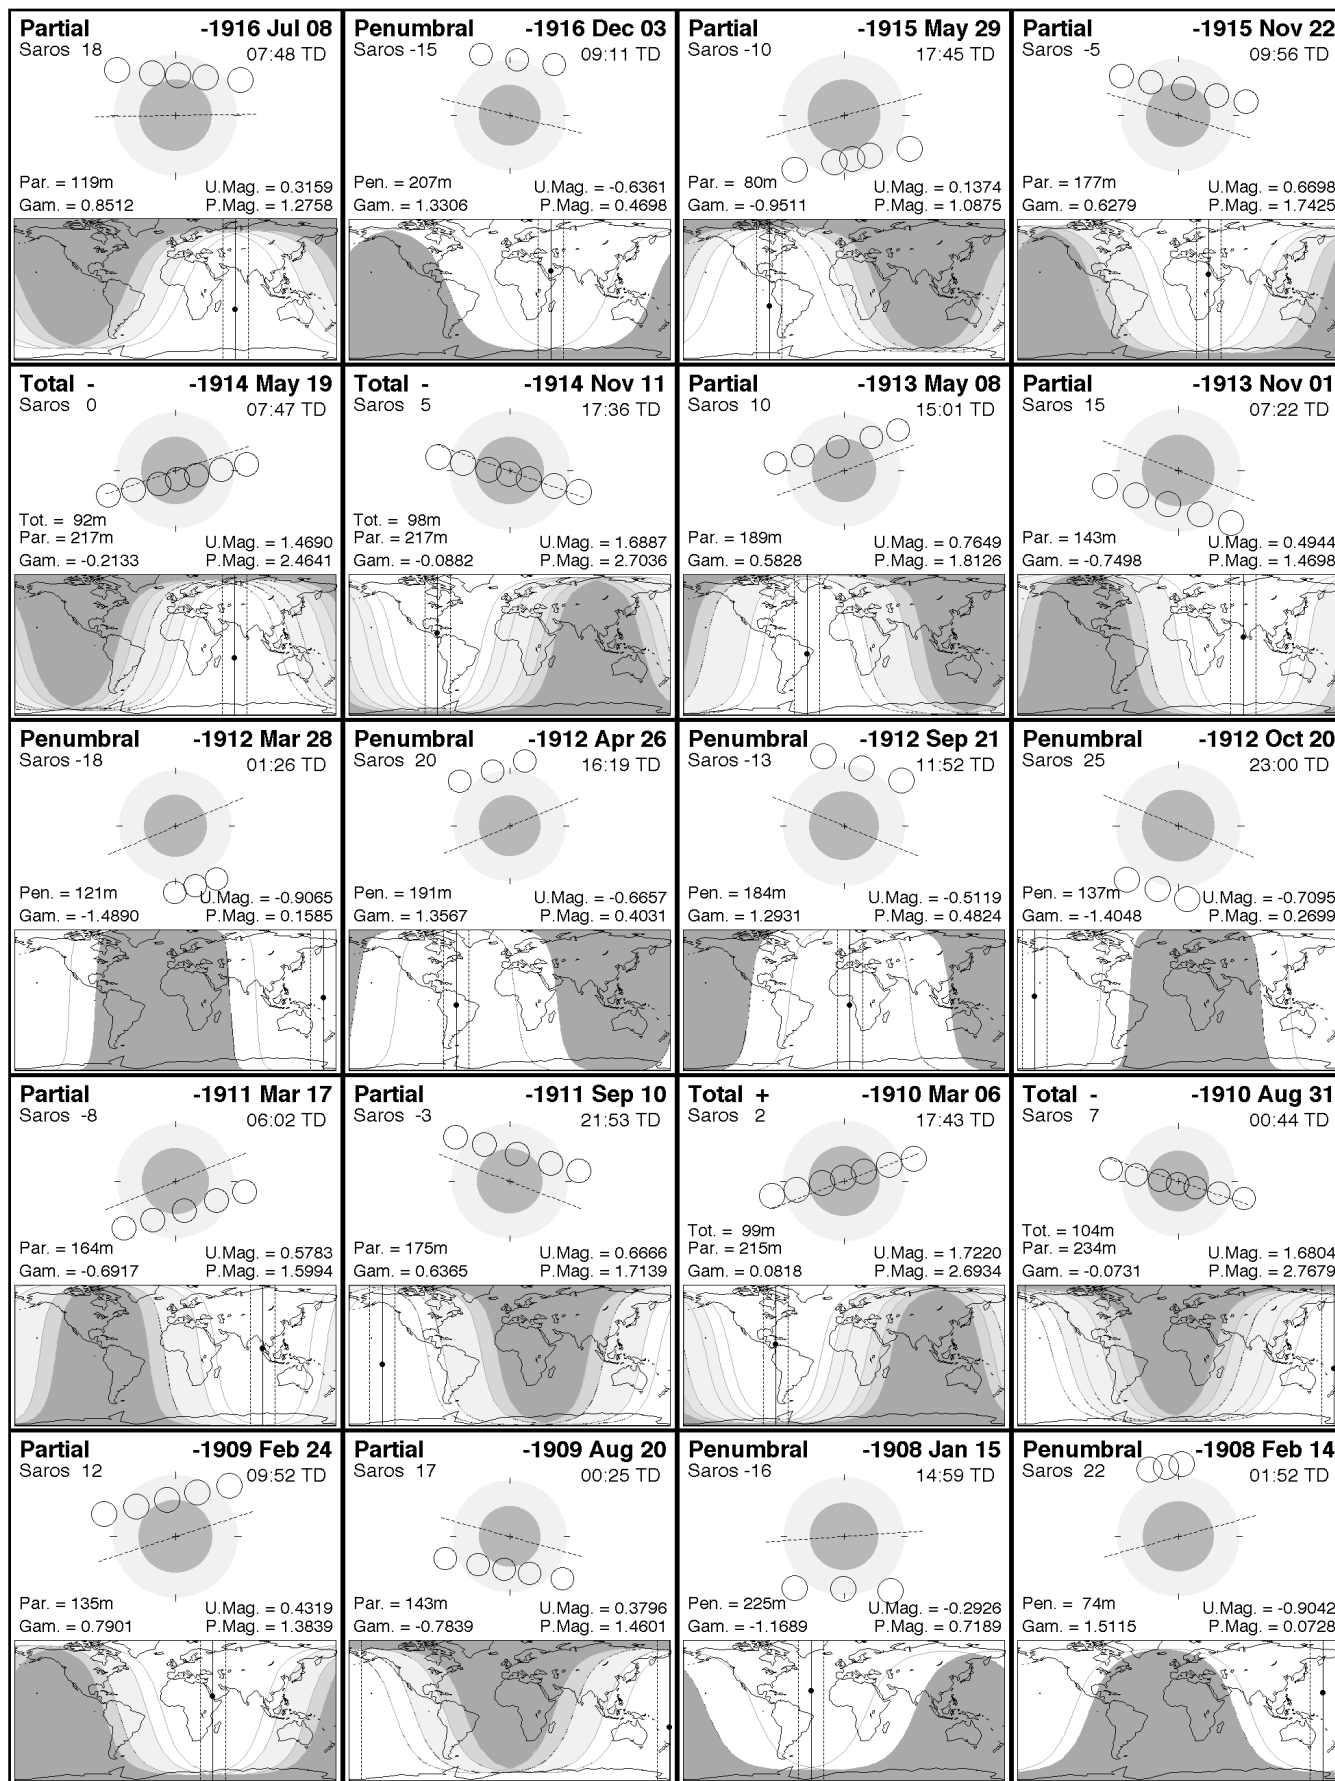 Partial -1916 Jul 08
Saros 18 07:48 TD
Par. = 119m U.Mag. = 0.3159
Gam. = 0.8512 P.Mag. = 1.2758
Penumbral -1916 Dec 03
Saros -15 09:11 TD
Pen. = 207m U.Mag. = -0.6361
Gam. = 1.3306 P.Mag. = 0.4698
Partial -1915 May 29
Saros -10 17:45 TD
Par. = 80m U.Mag. = 0.1374
Gam. = -0.9511 P.Mag. = 1.0875
Partial -1915 Nov 22
Saros -5 09:56 TD
Par. = 177m U.Mag. = 0.6698
Gam. = 0.6279 P.Mag. = 1.7425
Total - -1914 May 19
Saros 0 07:47 TD
Tot. = 92m
Par. = 217m U.Mag. = 1.4690
Gam. = -0.2133 P.Mag. = 2.4641
Total - -1914 Nov 11
Saros 5 17:36 TD
Tot. = 98m
Par. = 217m U.Mag. = 1.6887
Gam. = -0.0882 P.Mag. = 2.7036
Partial -1913 May 08
Saros 10 15:01 TD
Par. = 189m U.Mag. = 0.7649
Gam. = 0.5828 P.Mag. = 1.8126
Partial -1913 Nov 01
Saros 15 07:22 TD
Par. = 143m U.Mag. = 0.4944
Gam. = -0.7498 P.Mag. = 1.4698
Penumbral -1912 Mar 28
Saros -18 01:26 TD
Pen. = 121m U.Mag. = -0.9065
Gam. = -1.4890 P.Mag. = 0.1585
Penumbral -1912 Apr 26
Saros 20 16:19 TD
Pen. = 191m U.Mag. = -0.6657
Gam. = 1.3567 P.Mag. = 0.4031
Penumbral -1912 Sep 21
Saros -13 11:52 TD
Pen. = 184m U.Mag. = -0.5119
Gam. = 1.2931 P.Mag. = 0.4824
Penumbral -1912 Oct 20
Saros 25 23:00 TD
Pen. = 137m U.Mag. = -0.7095
Gam. = -1.4048 P.Mag. = 0.2699
Partial -1911 Mar 17
Saros -8 06:02 TD
Par. = 164m U.Mag. = 0.5783
Gam. = -0.6917 P.Mag. = 1.5994
Partial -1911 Sep 10
Saros -3 21:53 TD
Par. = 175m U.Mag. = 0.6666
Gam. = 0.6365 P.Mag. = 1.7139
Total + -1910 Mar 06
Saros 2 17:43 TD
Tot. = 99m
Par. = 215m U.Mag. = 1.7220
Gam. = 0.0818 P.Mag. = 2.6934
Total - -1910 Aug 31
Saros 7 00:44 TD
Tot. = 104m
Par. = 234m U.Mag. = 1.6804
Gam. = -0.0731 P.Mag. = 2.7679
Partial -1909 Feb 24
Saros 12 09:52 TD
Par. = 135m U.Mag. = 0.4319
Gam. = 0.7901 P.Mag. = 1.3839
Partial -1909 Aug 20
Saros 17 00:25 TD
Par. = 143m U.Mag. = 0.3796
Gam. = -0.7839 P.Mag. = 1.4601
Penumbral -1908 Jan 15
Saros -16 14:59 TD
Pen. = 225m U.Mag. = -0.2926
Gam. = -1.1689 P.Mag. = 0.7189
Penumbral -1908 Feb 14
Saros 22 01:52 TD
Pen. = 74m U.Mag. = -0.9042
Gam. = 1.5115 P.Mag. = 0.0728